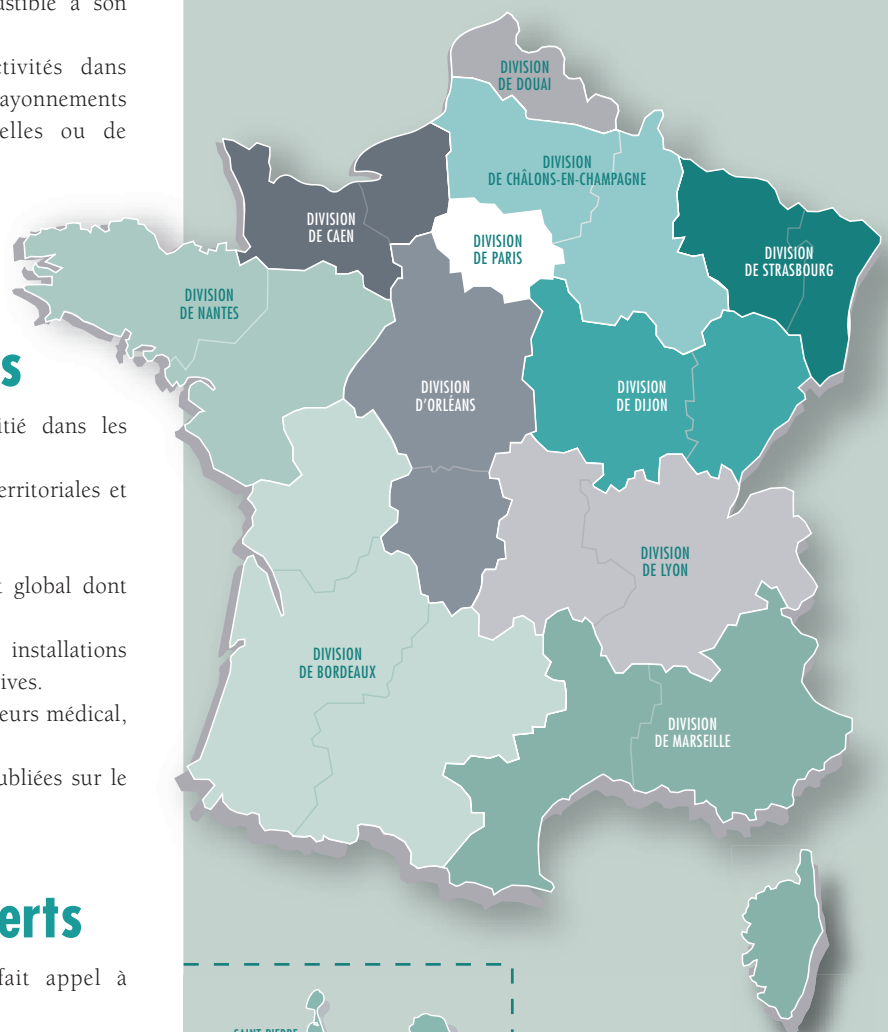 ustible à son
ctivités dans
ayonnements
elles ou de
s
itié dans les
erritoriales et
global dont
installations
ives.
eurs médical,
ubliées sur le
erts
fait appel à
DIVISION
DE DOUAI
DIVISION
DE CHÂLONS-EN-CHAMPAGNE
DIVISION
DE CAEN
DIVISION
DE PARIS
DIVISION
DE STRASBOURG
DIVISION
DE NANTES
DIVISION
D'ORLÉANS
DIVISION
DE DIJON
DIVISION
DE LYON
DIVISION
DE BORDEAUX
DIVISION
DE MARSEILLE
SAINT-PIERRE